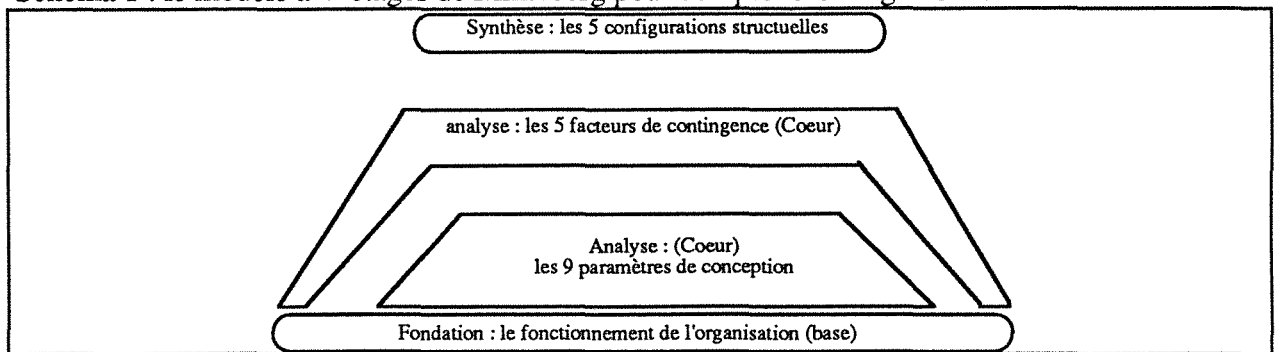 Synthèse : les 5 configurations structuelles
analyse : les 5 facteurs de contingence (Coeur)
Analyse : (Coeur)
les 9 paramètres de conception
Fondation : le fonctionnement de l'organisation (base)